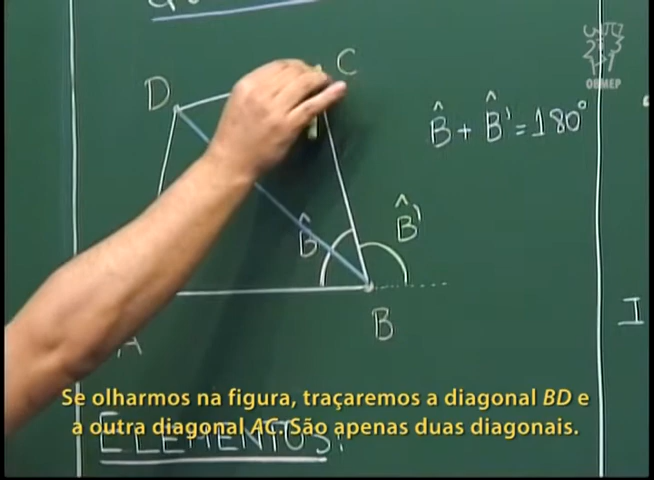 OBMEP
D
C
B̂ + B̂' = 180°
B̂
B̂'
B
A
Se olharmos na figura, traçaremos a diagonal BD e
a outra diagonal AC. São apenas duas diagonais.
ELEMENTOS: